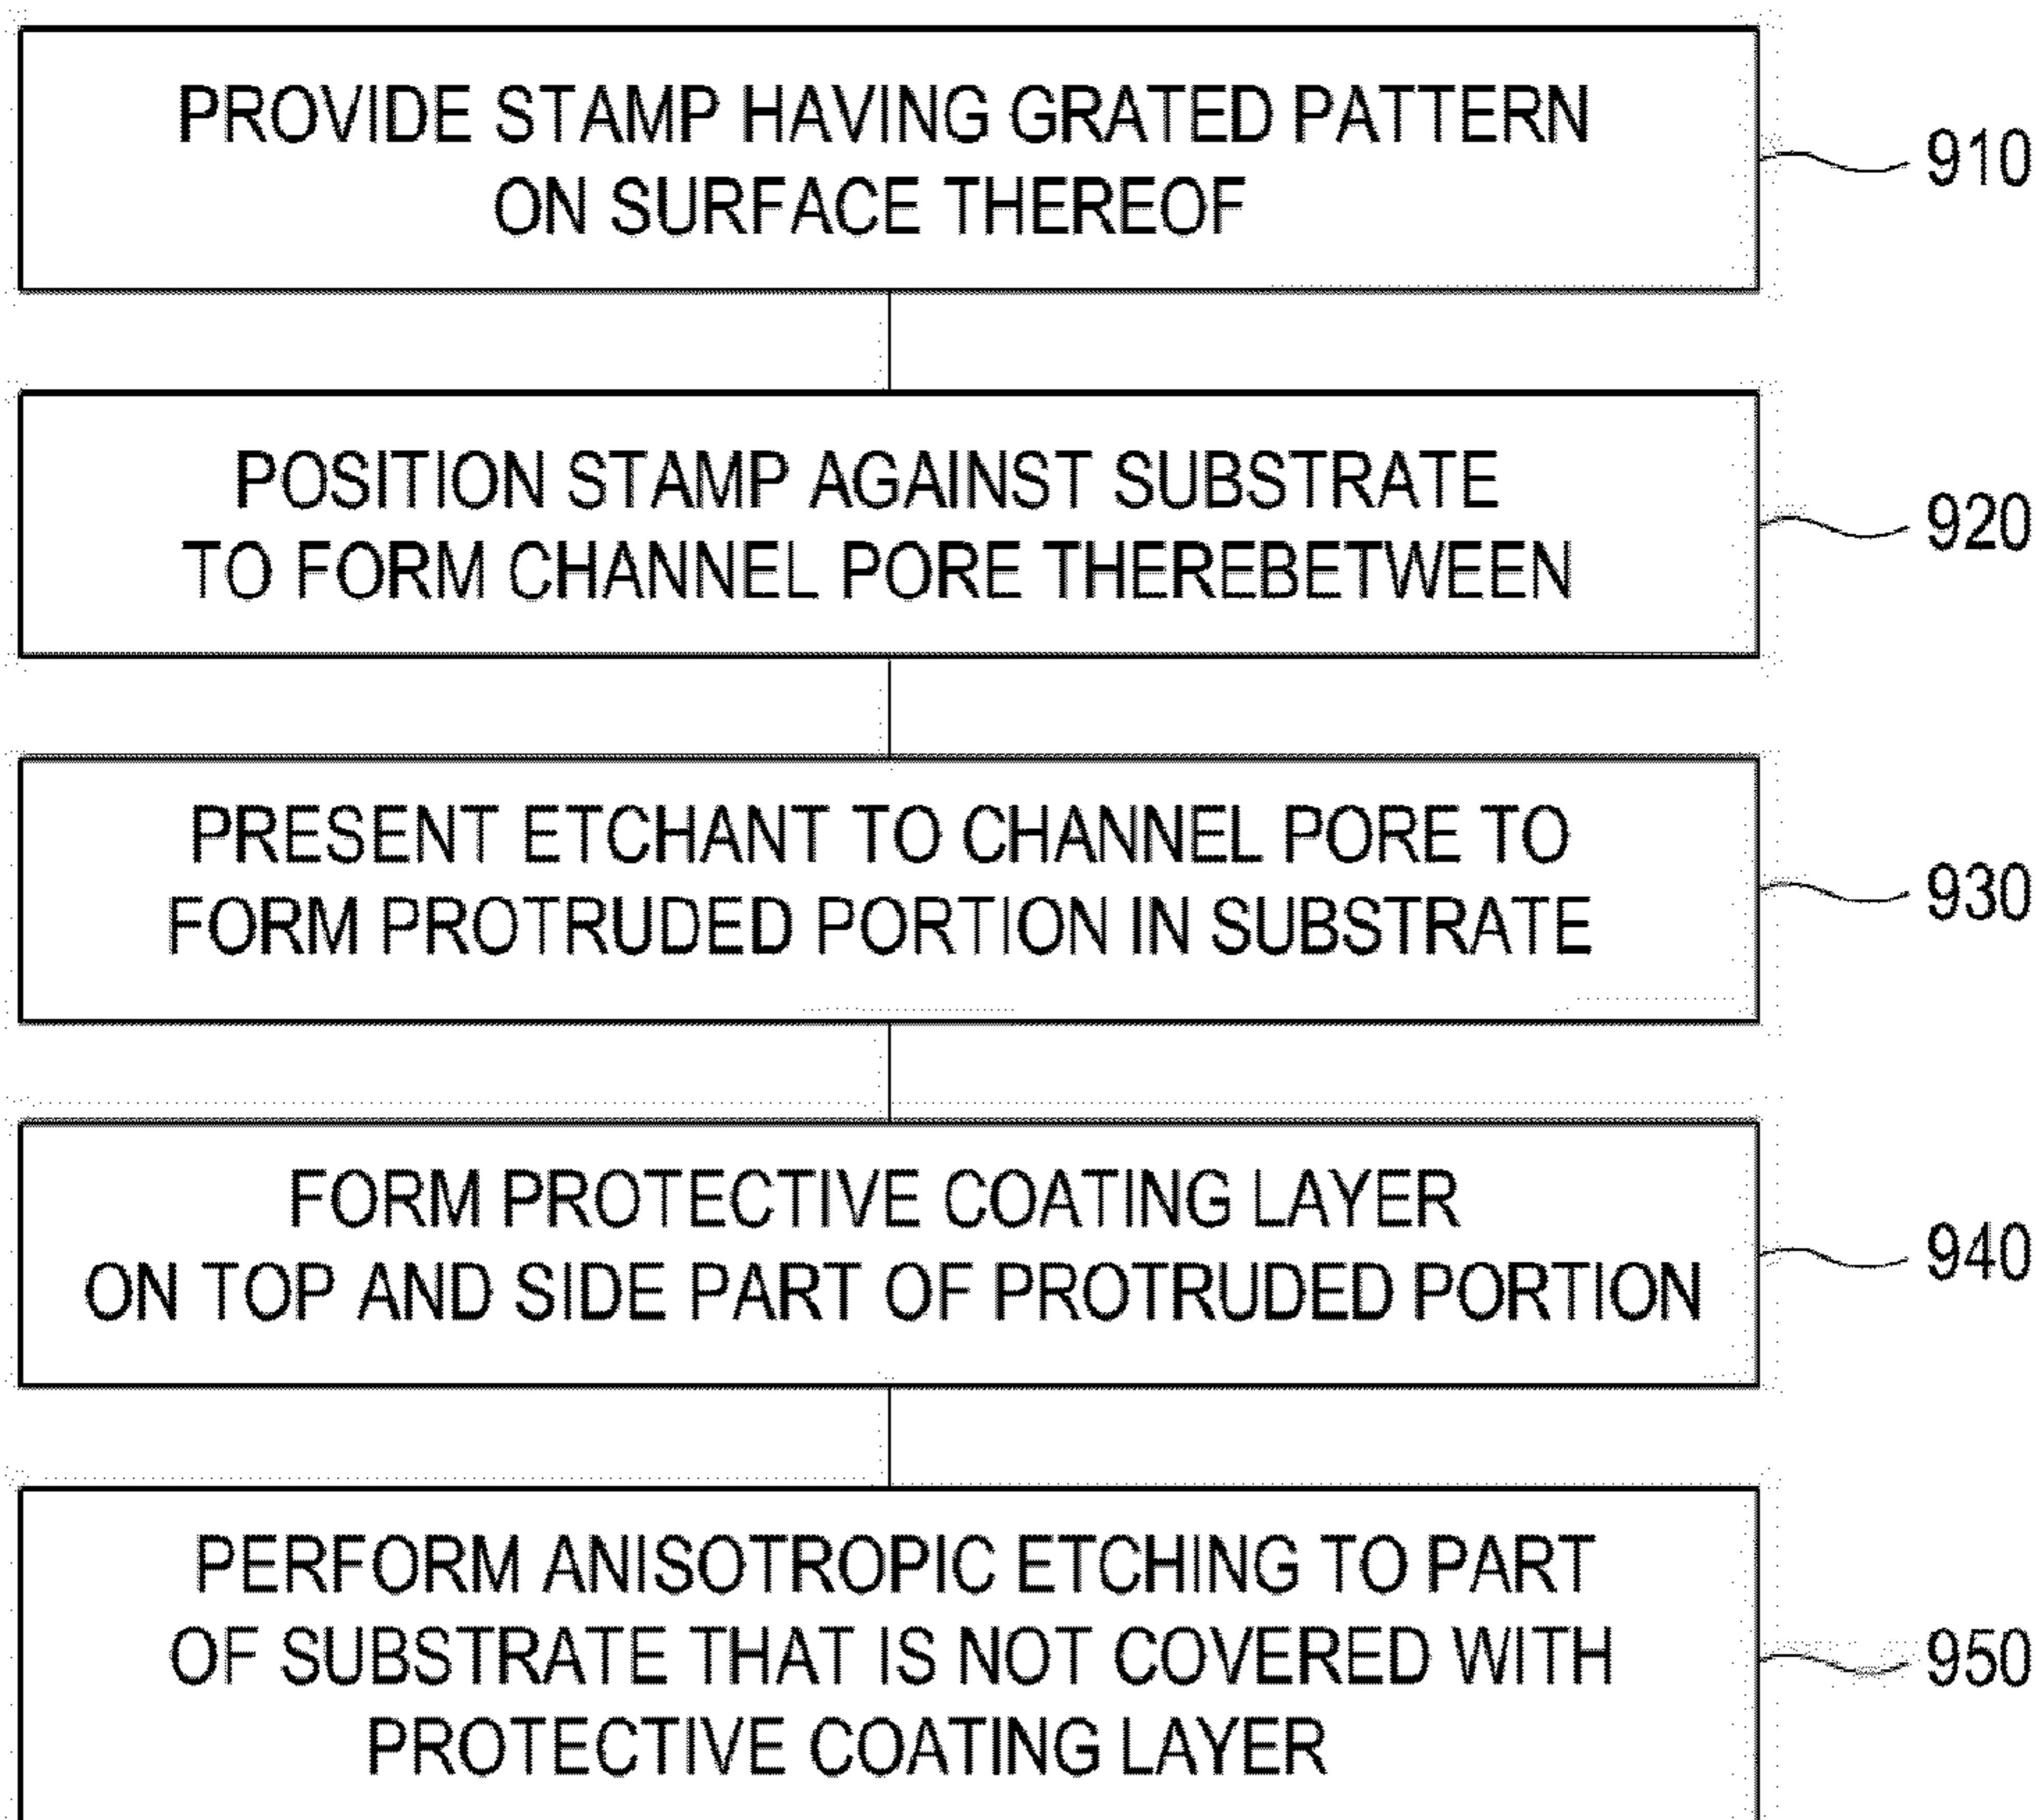 PROVIDE STAMP HAVING GRATED PATTERN
ON SURFACE THEREOF
910
POSITION STAMP AGAINST SUBSTRATE
TO FORM CHANNEL PORE THEREBETWEEN
920
PRESENT ETCHANT TO CHANNEL PORE TO
FORM PROTRUDED PORTION IN SUBSTRATE
930
FORM PROTECTIVE COATING LAYER
ON TOP AND SIDE PART OF PROTRUDED PORTION
940
PERFORM ANISOTROPIC ETCHING TO PART
OF SUBSTRATE THAT IS NOT COVERED WITH
PROTECTIVE COATING LAYER
950